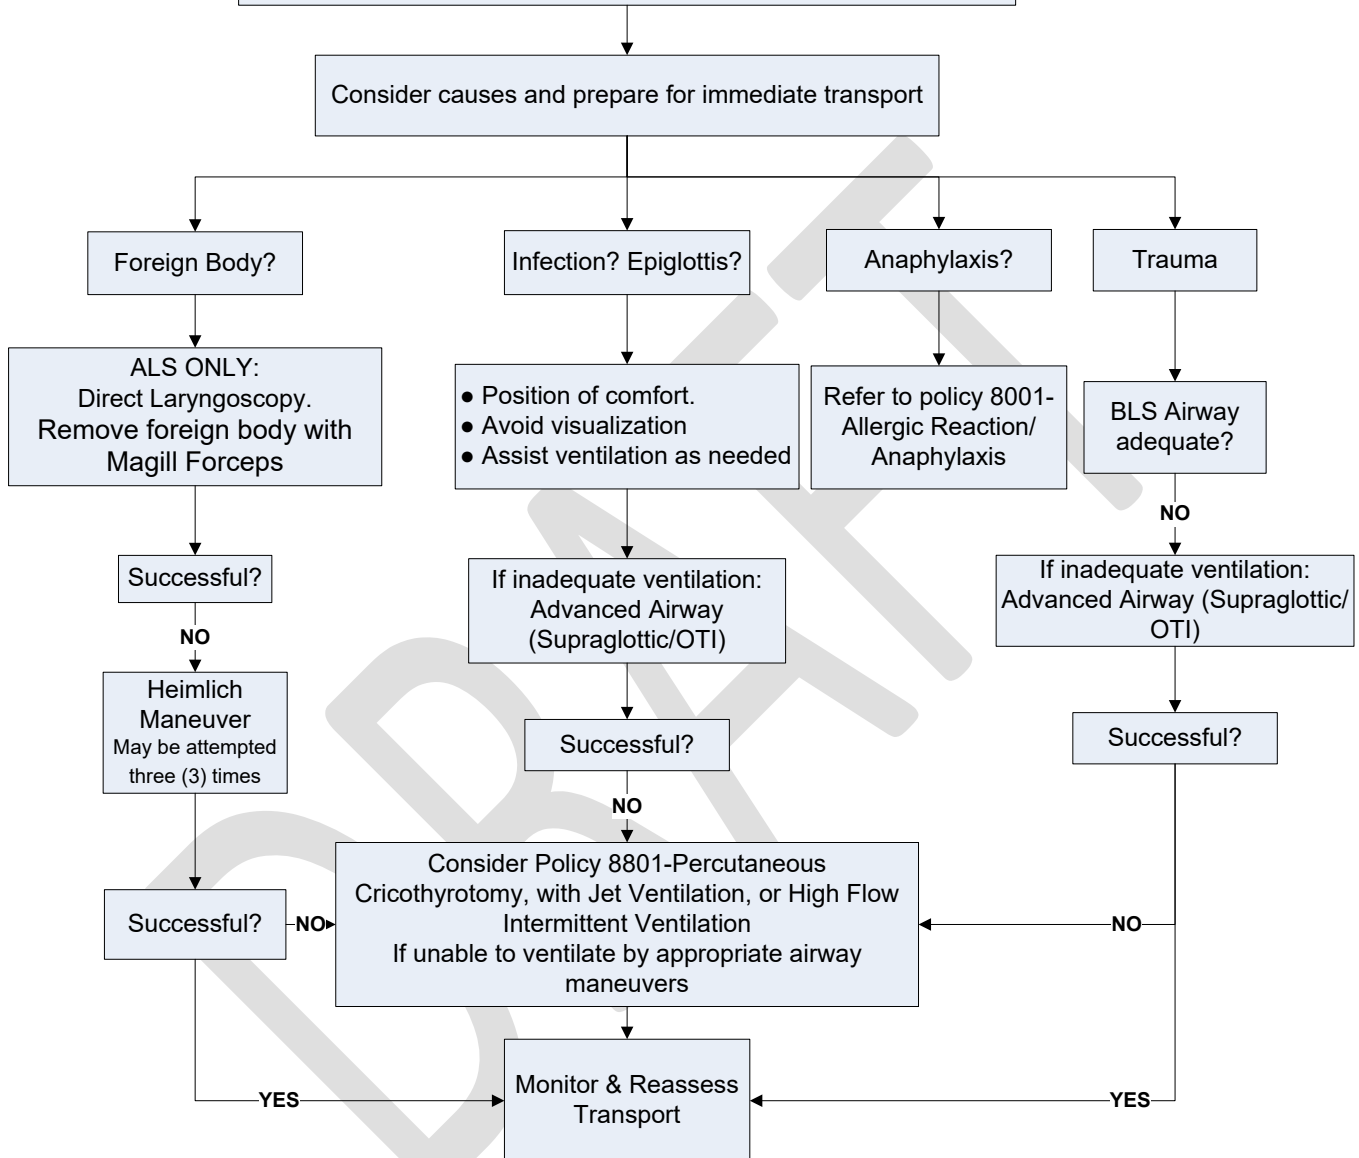 Consider causes and prepare for immediate transport
Foreign Body?
Infection? Epiglottis?
Anaphylaxis?
Trauma
ALS ONLY:
Direct Laryngoscopy.
Remove foreign body with
Magill Forceps
● Position of comfort.
● Avoid visualization
● Assist ventilation as needed
Refer to policy 8001-
Allergic Reaction/
Anaphylaxis
BLS Airway
adequate?
NO
Successful?
If inadequate ventilation:
Advanced Airway
(Supraglottic/OTI)
If inadequate ventilation:
Advanced Airway (Supraglottic/
OTI)
NO
Heimlich
Maneuver
May be attempted
three (3) times
Successful?
Successful?
NO
Successful?
NO
Consider Policy 8801-Percutaneous
Cricothyrotomy, with Jet Ventilation, or High Flow
Intermittent Ventilation
If unable to ventilate by appropriate airway
maneuvers
NO
YES
Monitor & Reassess
Transport
YES
DRAFT